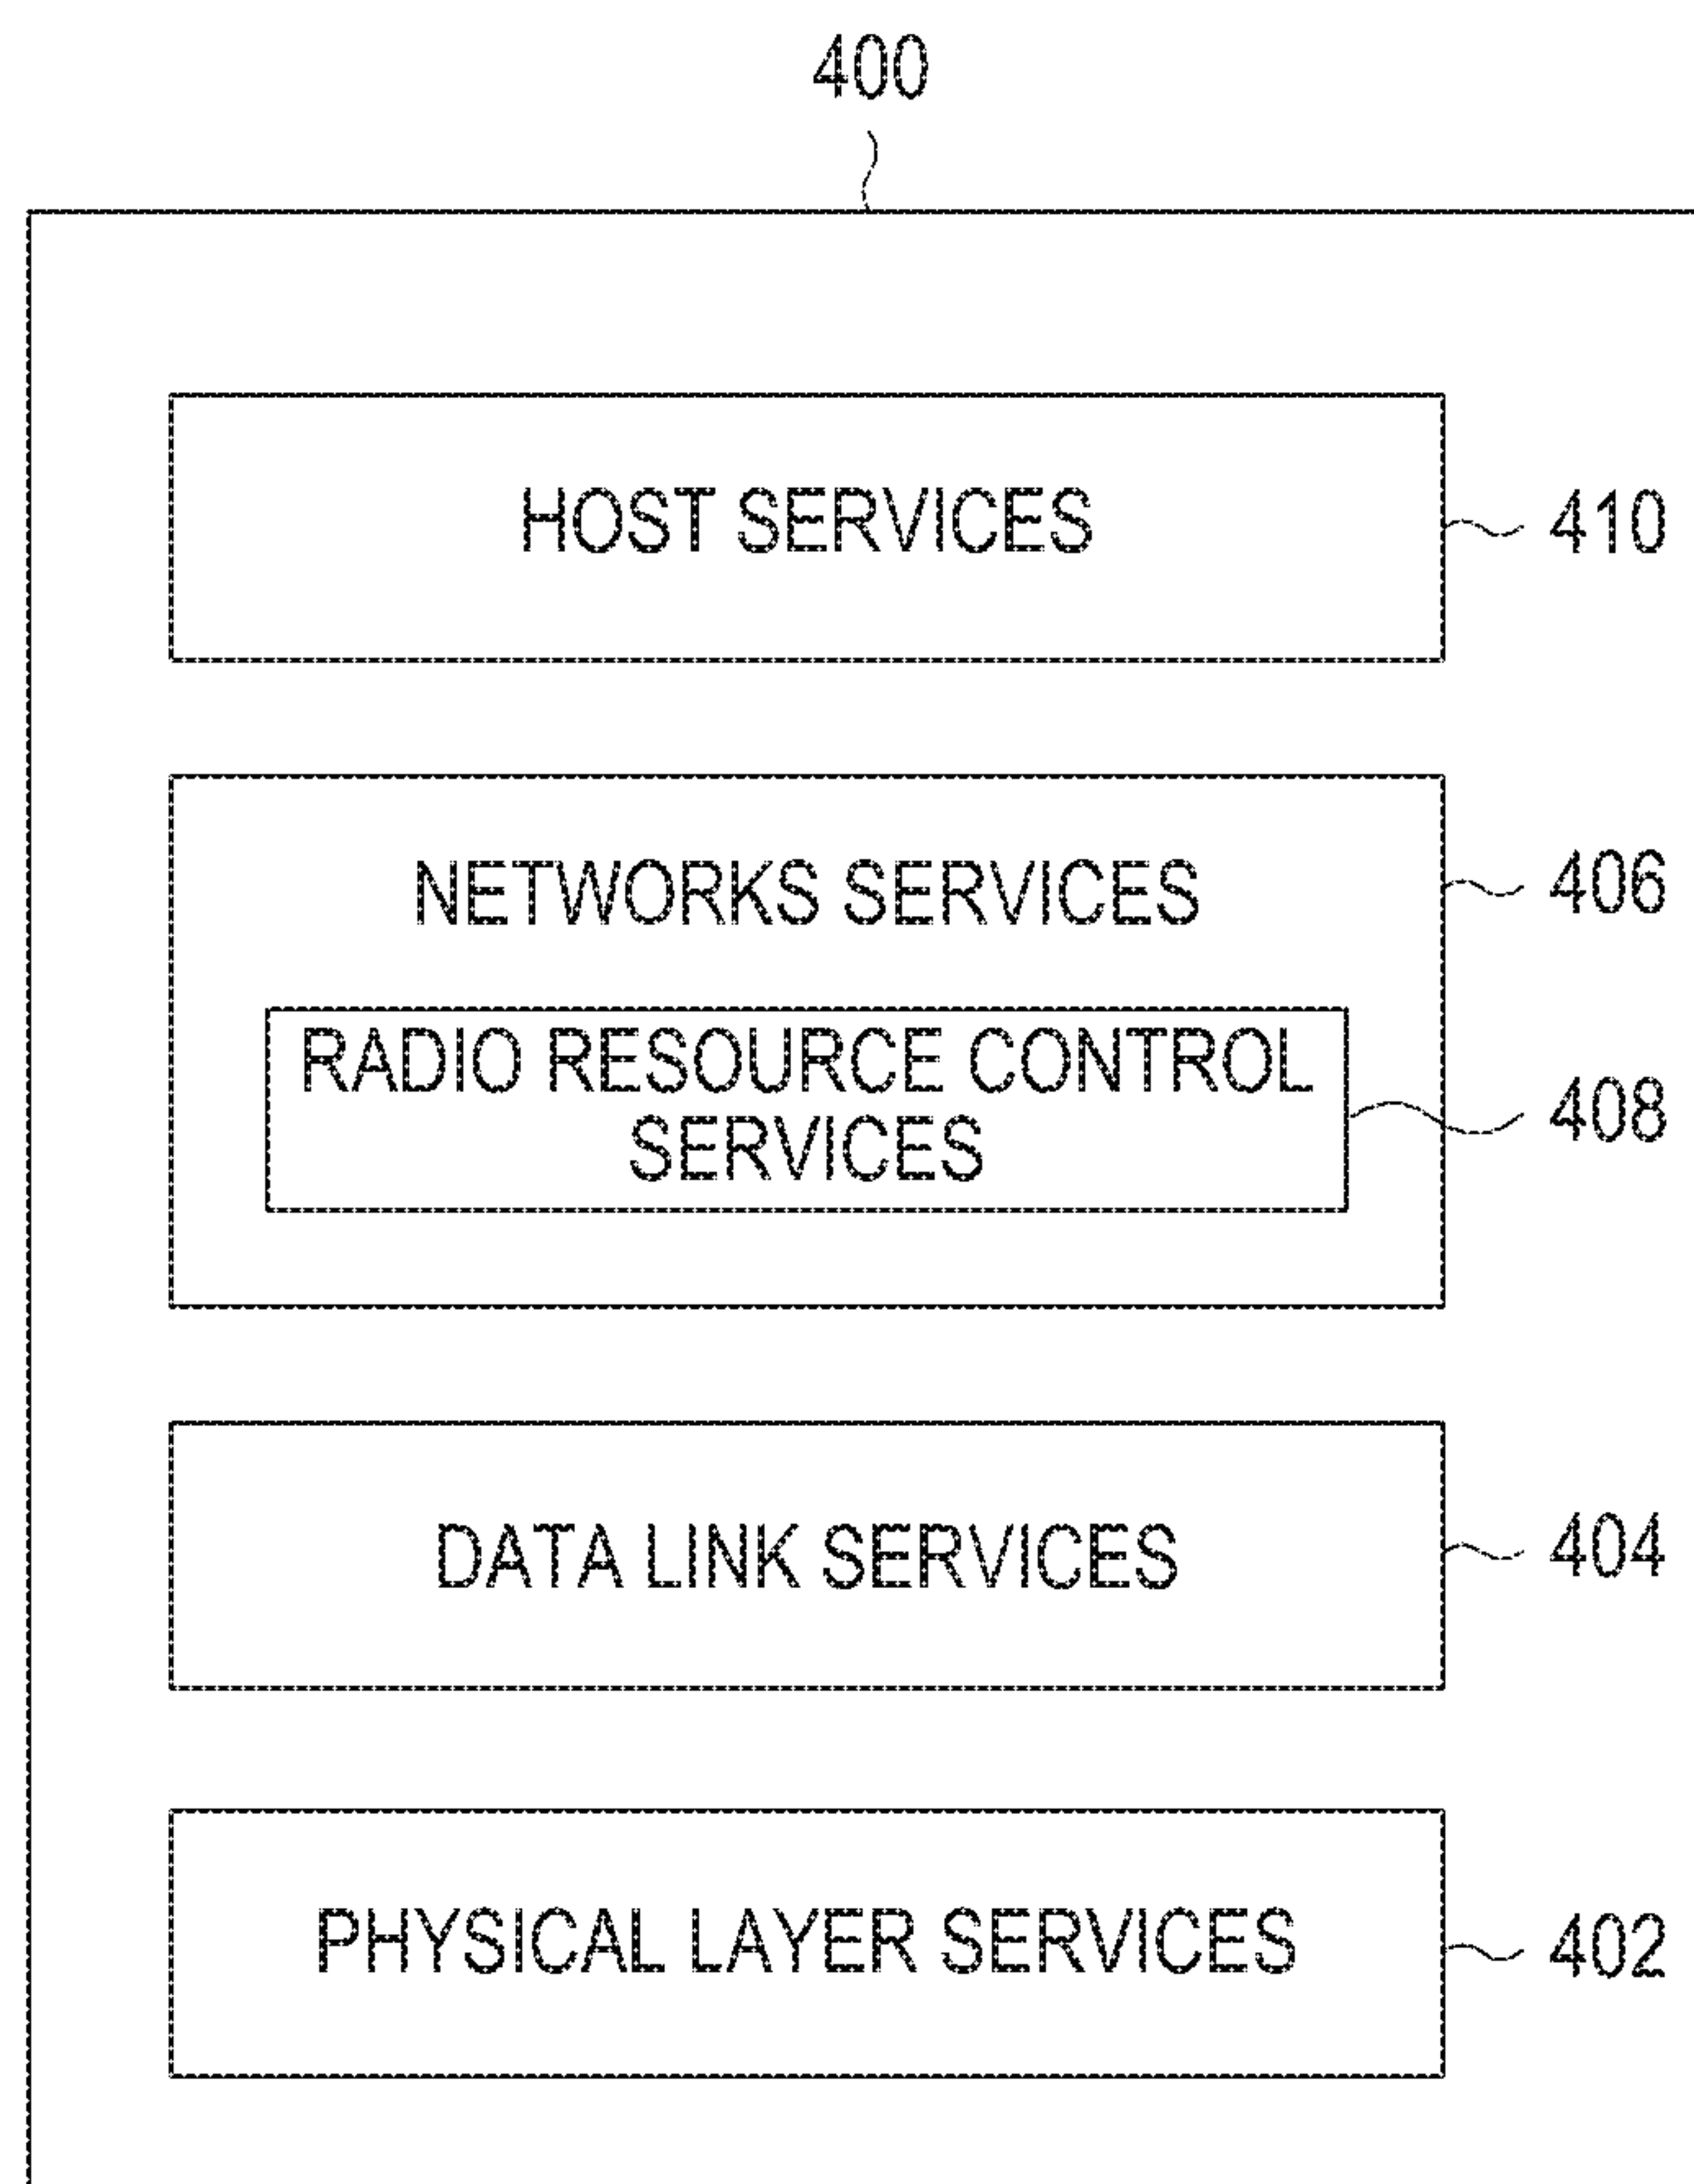 400
HOST SERVICES
410
NETWORKS SERVICES
406
RADIO RESOURCE CONTROL
SERVICES
408
DATA LINK SERVICES
404
PHYSICAL LAYER SERVICES
402